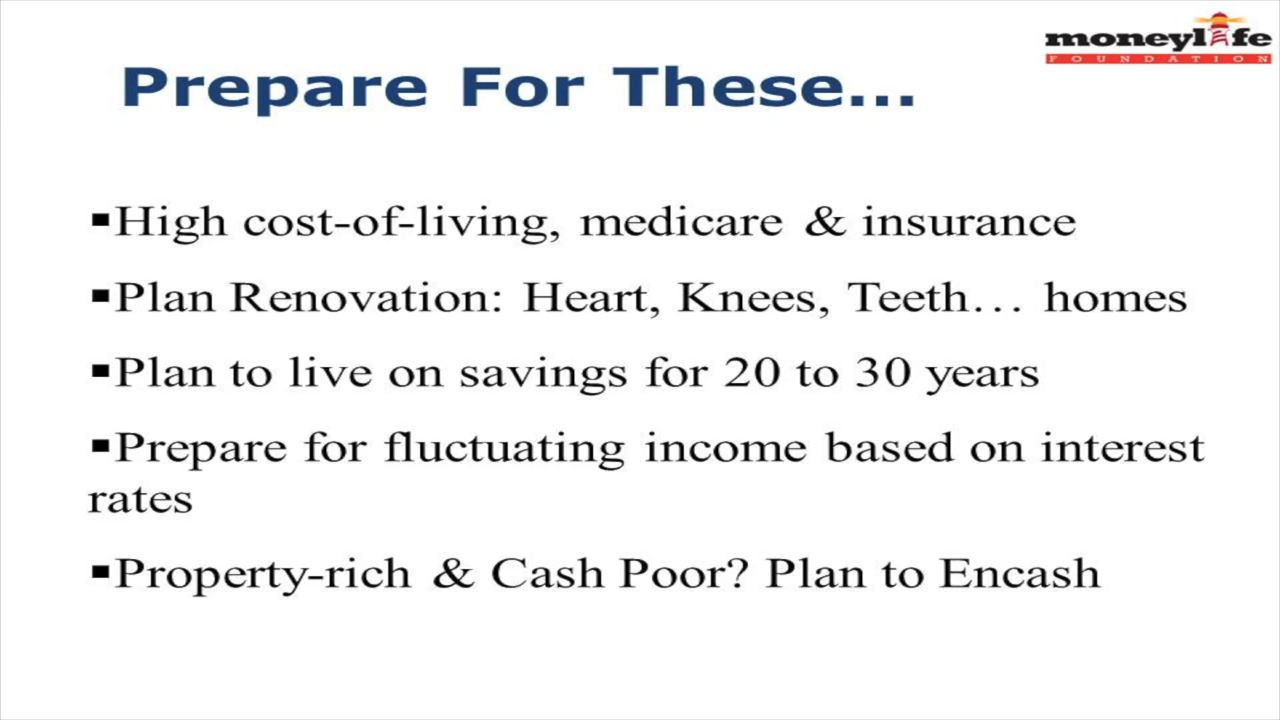 moneylife
FOUNDATION
Prepare For These...
▪High cost-of-living, medicare & insurance
▪Plan Renovation: Heart, Knees, Teeth… homes
▪Plan to live on savings for 20 to 30 years
▪Prepare for fluctuating income based on interest
rates
▪Property-rich & Cash Poor? Plan to Encash